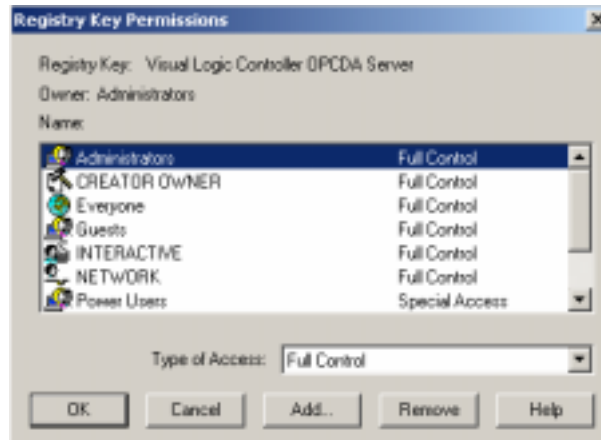 Registry Key Permissions
Registry Key: Visual Logic Controller OPCDA Server
Owner: Administrators
Name:
Administrators Full Control
CREATOR OWNER Full Control
Everyone Full Control
Guests Full Control
INTERACTIVE Full Control
NETWORK Full Control
Power Users Special Access
Type of Access: Full Control
OK Cancel Add... Remove Help